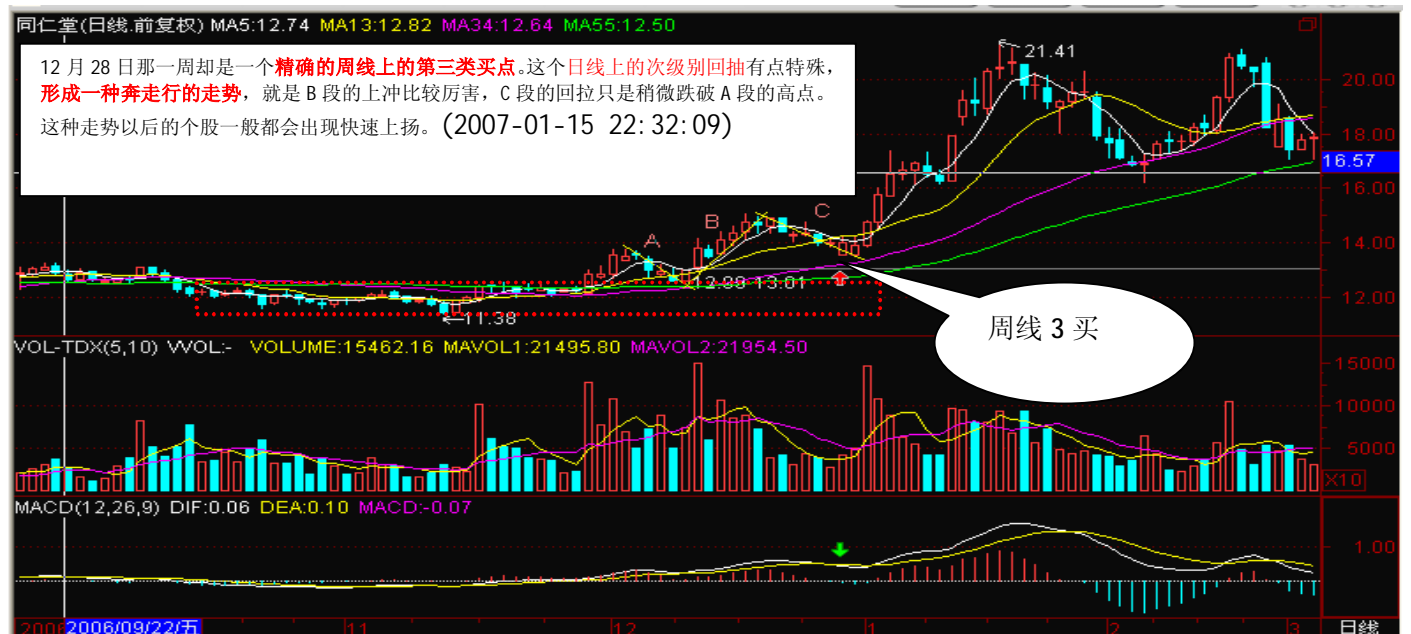 同仁堂(日线.前复权) MA5:12.74 MA13:12.82 MA34:12.64 MA55:12.50
12 月 28 日那一周却是一个精确的周线上的第三类买点。这个日线上的次级别回抽有点特殊,
形成一种奔走行的走势，就是 B 段的上冲比较厉害，C 段的回拉只是稍微跌破 A 段的高点。
这种走势以后的个股一般都会出现快速上扬。(2007-01-15 22:32:09)
21.41
20.00
18.00
16.57
16.00
14.00
12.00
A
B
C
13.01
11.38
周线 3 买
VOL-TDX(5,10) VVOL:- VOLUME:15462.16 MAVOL1:21495.80 MAVOL2:21954.50
15000
10000
5000
X10
MACD(12,26,9) DIF:0.06 DEA:0.10 MACD:-0.07
1.00
2006/09/22/五 11 12 1 2 3 日线